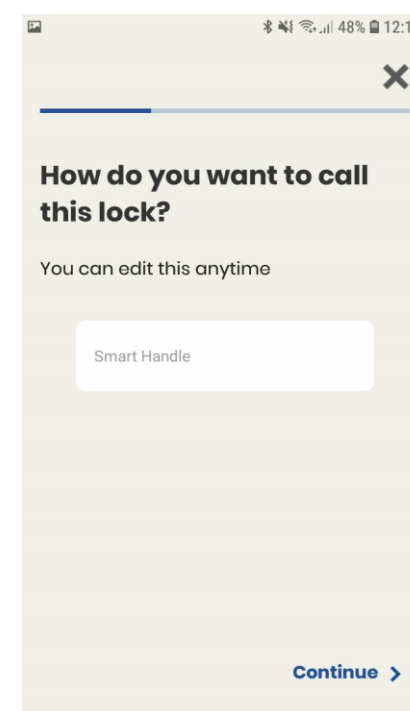 48% 12:1
How do you want to call
this lock?
You can edit this anytime
Smart Handle
Continue